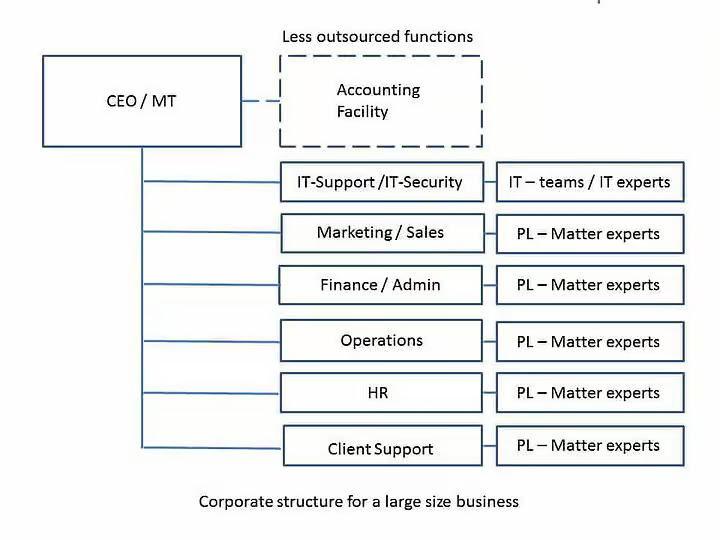 Less outsourced functions
CEO / MT
Accounting
Facility
IT-Support /IT-Security
IT – teams / IT experts
Marketing / Sales
PL – Matter experts
Finance / Admin
PL – Matter experts
Operations
PL – Matter experts
HR
PL – Matter experts
Client Support
PL – Matter experts
Corporate structure for a large size business